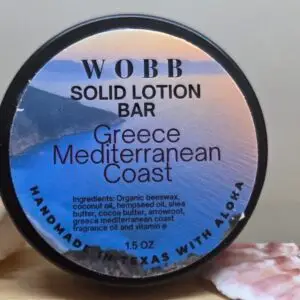 WOBB
SOLID LOTION
BAR
Greece
Mediterranean
Coast
Ingredients: Organic beeswax,
coconut oil, hempseed oil, shea
butter, cocoa butter, arrowroot,
greece mediterranean coast
fragrance oil and vitamin e
1.5 OZ
HANDMADE IN TEXAS WITH ALOHA